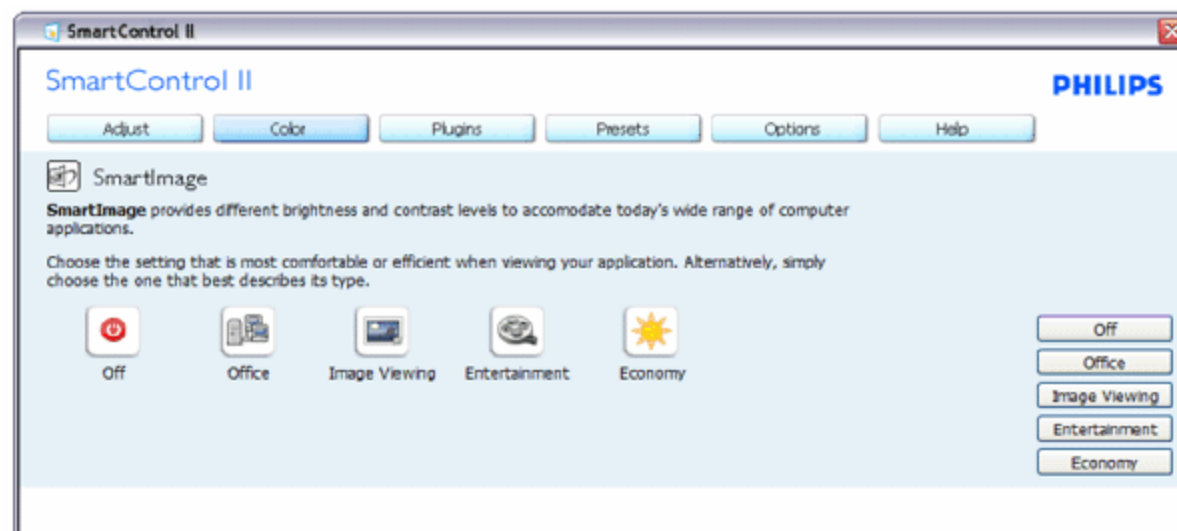 SmartControl II
SmartControl II
PHILIPS
Adjust Color Plugins Presets Options Help
SmartImage
SmartImage provides different brightness and contrast levels to accomodate today's wide range of computer
applications.
Choose the setting that is most comfortable or efficient when viewing your application. Alternatively, simply
choose the one that best describes its type.
Off Office Image Viewing Entertainment Economy
Off
Office
Image Viewing
Entertainment
Economy